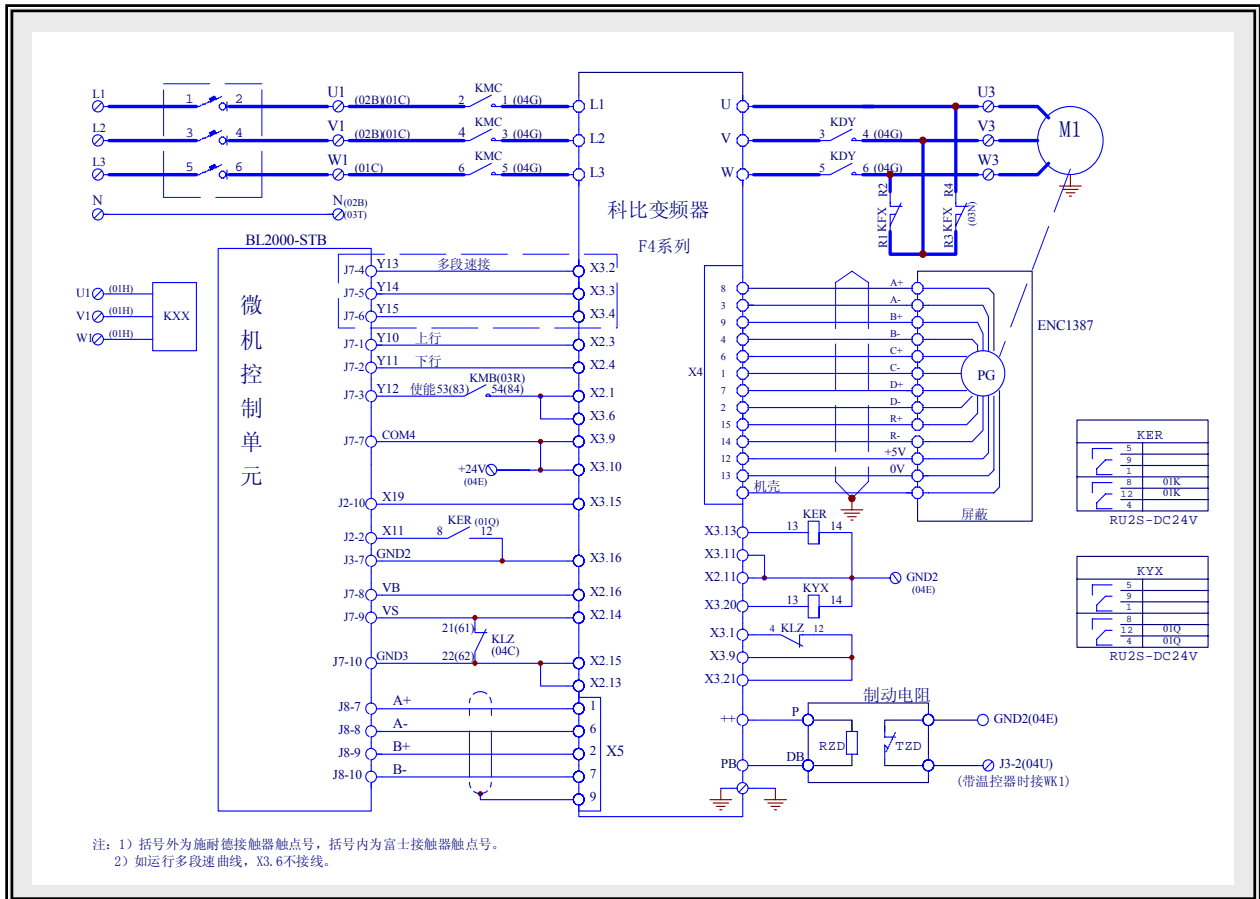 L1 1 2 U1 (02B)(01C) 2 KMC 1 (04G) L1 U U3
L2 3 4 V1 (02B)(01C) 4 KMC 3 (04G) L2 V 3 KDY 4 (04G) V3 M1
L3 5 6 W1 (01C) 6 KMC 5 (04G) L3 W 5 KDY 6 (04G) W3
N N(02B)
(03T)
R1 KFX R2
R3 KFX R4
(03N)
科比变频器
F4系列
BL2000-STB
微机控制单元
U1 (01H)
V1 (01H)
W1 (01H)
KXX
J7-4 Y13 多段速接 X3.2
J7-5 Y14 X3.3
J7-6 Y15 X3.4
J7-1 Y10 上行 X2.3
J7-2 Y11 下行 X2.4
J7-3 Y12 使能53(83) KMB(03R) 54(84) X2.1
X3.6
J7-7 COM4 X3.9
+24V X3.10
(04E)
J2-10 X19 X3.15
J2-2 X11 8 KER (01Q) 12
J3-7 GND2 X3.16
J7-8 VB X2.16
J7-9 VS X2.14
21(61) KLZ
22(62) (04C)
J7-10 GND3 X2.15
X2.13
J8-7 A+ 1
J8-8 A- 6
J8-9 B+ 2 X5
J8-10 B- 7
9
X4
8 A+
3 A-
9 B+
4 B-
6 C+
1 C-
7 D+
2 D-
15 R+
14 R-
12 +5V
13 0V
机壳
屏蔽
PG
ENC1387
X3.13 13 KER 14
X3.11
X2.11 GND2
(04E)
X3.20 13 KYX 14
X3.1 4 KLZ 12
X3.9
X3.21
制动电阻
++ P RZD TZD GND2(04E)
PB DB J3-2(04U)
(带温控器时接WK1)
KER
5
9
1
8 01K
12 01K
4
RU2S-DC24V
KYX
5
9
1
8
12 01Q
4 01Q
RU2S-DC24V
注: 1) 括号外为施耐德接触器触点号，括号内为富士接触器触点号。
2) 如运行多段速曲线，X3.6不接线。